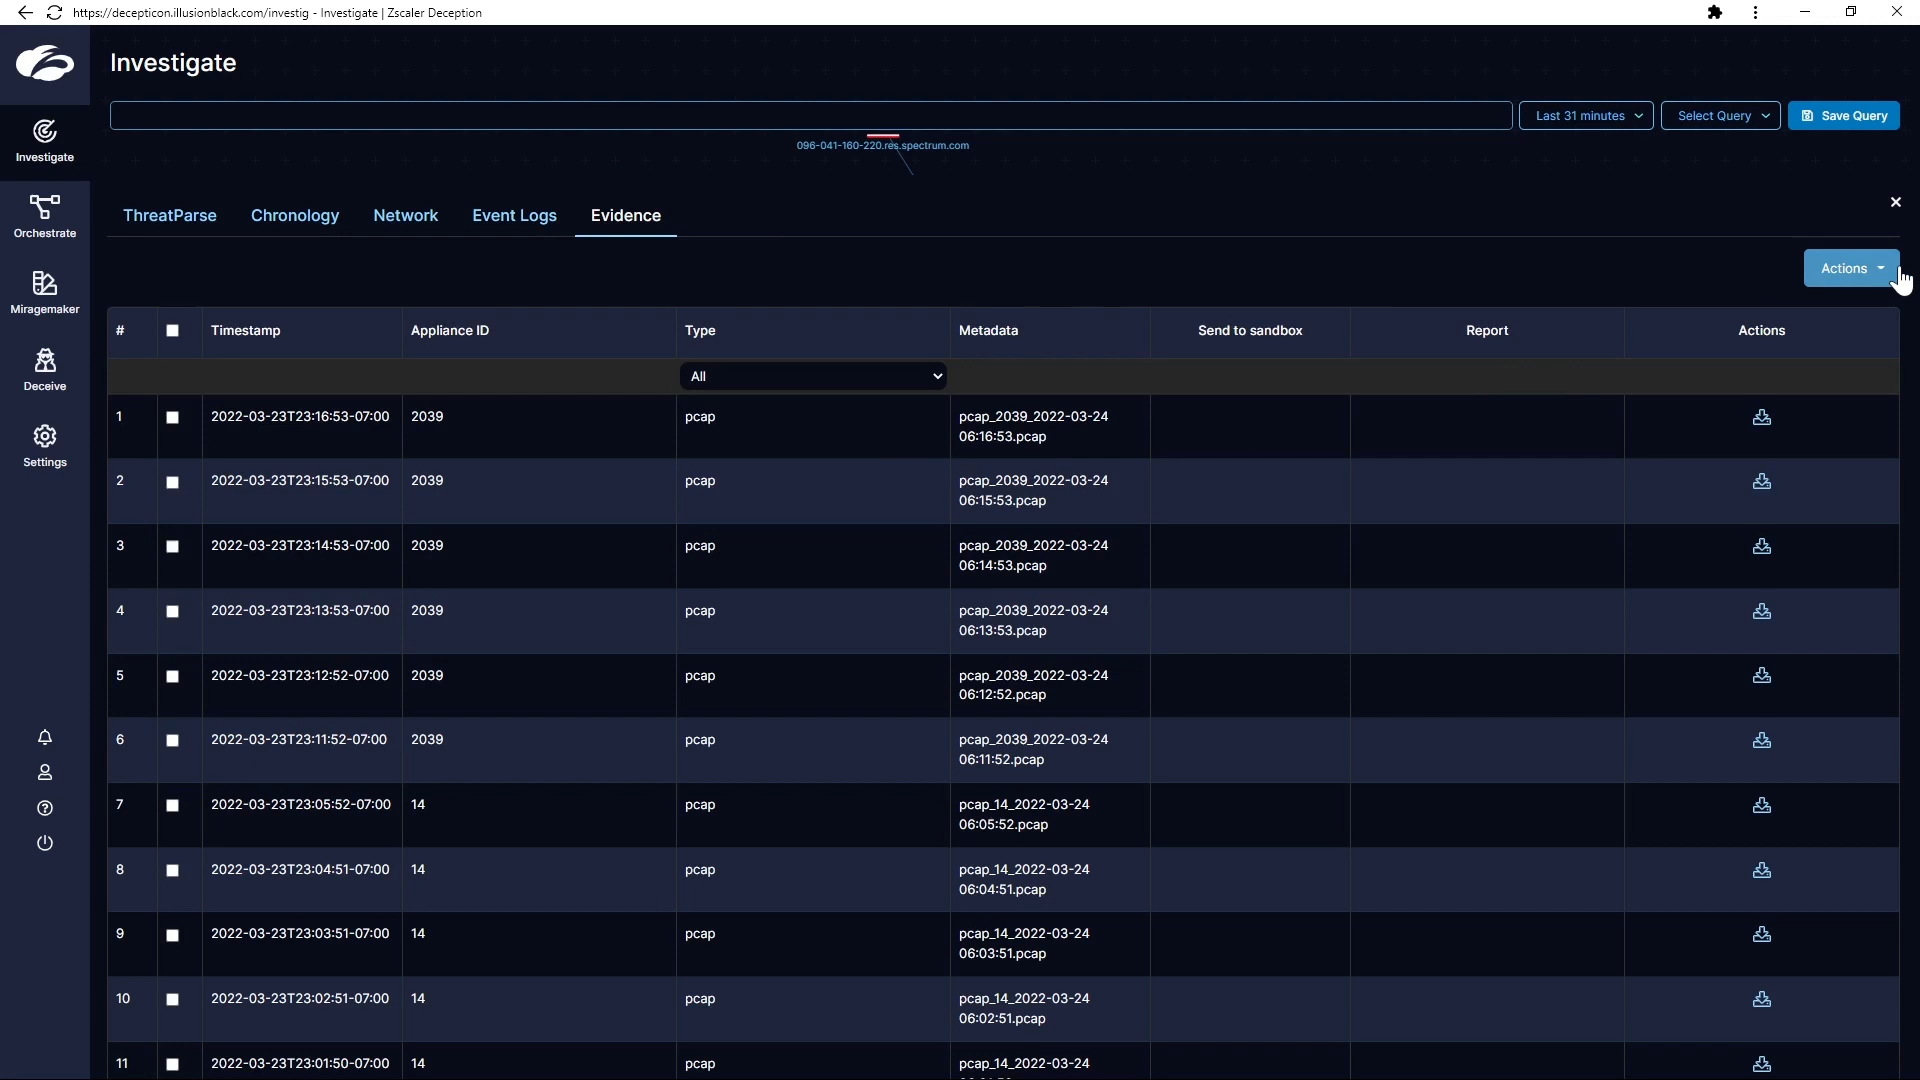 https://decepticon.illusionblack.com/investig - Investigate | Zscaler Deception
Investigate
Last 31 minutes
Select Query
Save Query
096-041-160-220.res.spectrum.com
Investigate
Orchestrate
Miragemaker
Deceive
Settings
ThreatParse Chronology Network Event Logs Evidence
Actions
# Timestamp Appliance ID Type Metadata Send to sandbox Report Actions
All
1 2022-03-23T23:16:53-07:00 2039 pcap pcap_2039_2022-03-24
06:16:53.pcap
2 2022-03-23T23:15:53-07:00 2039 pcap pcap_2039_2022-03-24
06:15:53.pcap
3 2022-03-23T23:14:53-07:00 2039 pcap pcap_2039_2022-03-24
06:14:53.pcap
4 2022-03-23T23:13:53-07:00 2039 pcap pcap_2039_2022-03-24
06:13:53.pcap
5 2022-03-23T23:12:52-07:00 2039 pcap pcap_2039_2022-03-24
06:12:52.pcap
6 2022-03-23T23:11:52-07:00 2039 pcap pcap_2039_2022-03-24
06:11:52.pcap
7 2022-03-23T23:05:52-07:00 14 pcap pcap_14_2022-03-24
06:05:52.pcap
8 2022-03-23T23:04:51-07:00 14 pcap pcap_14_2022-03-24
06:04:51.pcap
9 2022-03-23T23:03:51-07:00 14 pcap pcap_14_2022-03-24
06:03:51.pcap
10 2022-03-23T23:02:51-07:00 14 pcap pcap_14_2022-03-24
06:02:51.pcap
11 2022-03-23T23:01:50-07:00 14 pcap pcap_14_2022-03-24